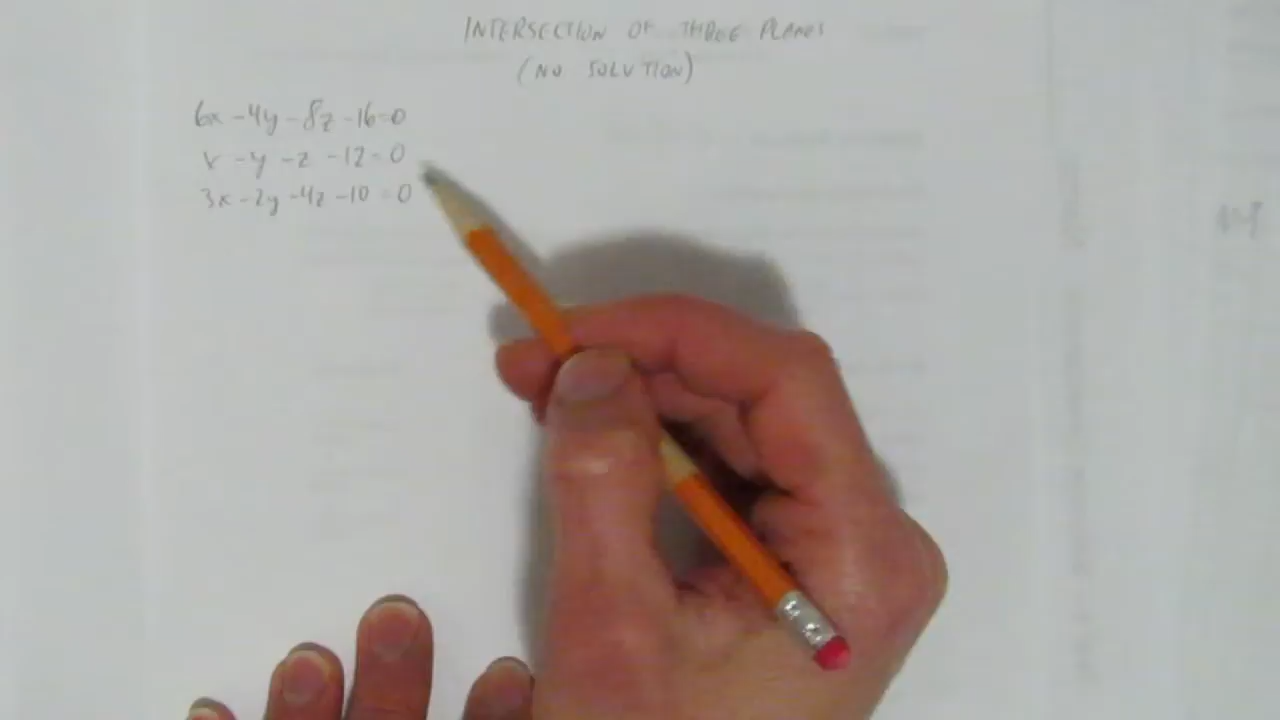 INTERSECTION OF THREE PLANES
(NO SOLUTION)
6x - 4y - 8z - 16 = 0
x - y - z - 12 = 0
3x - 2y - 4z - 10 = 0